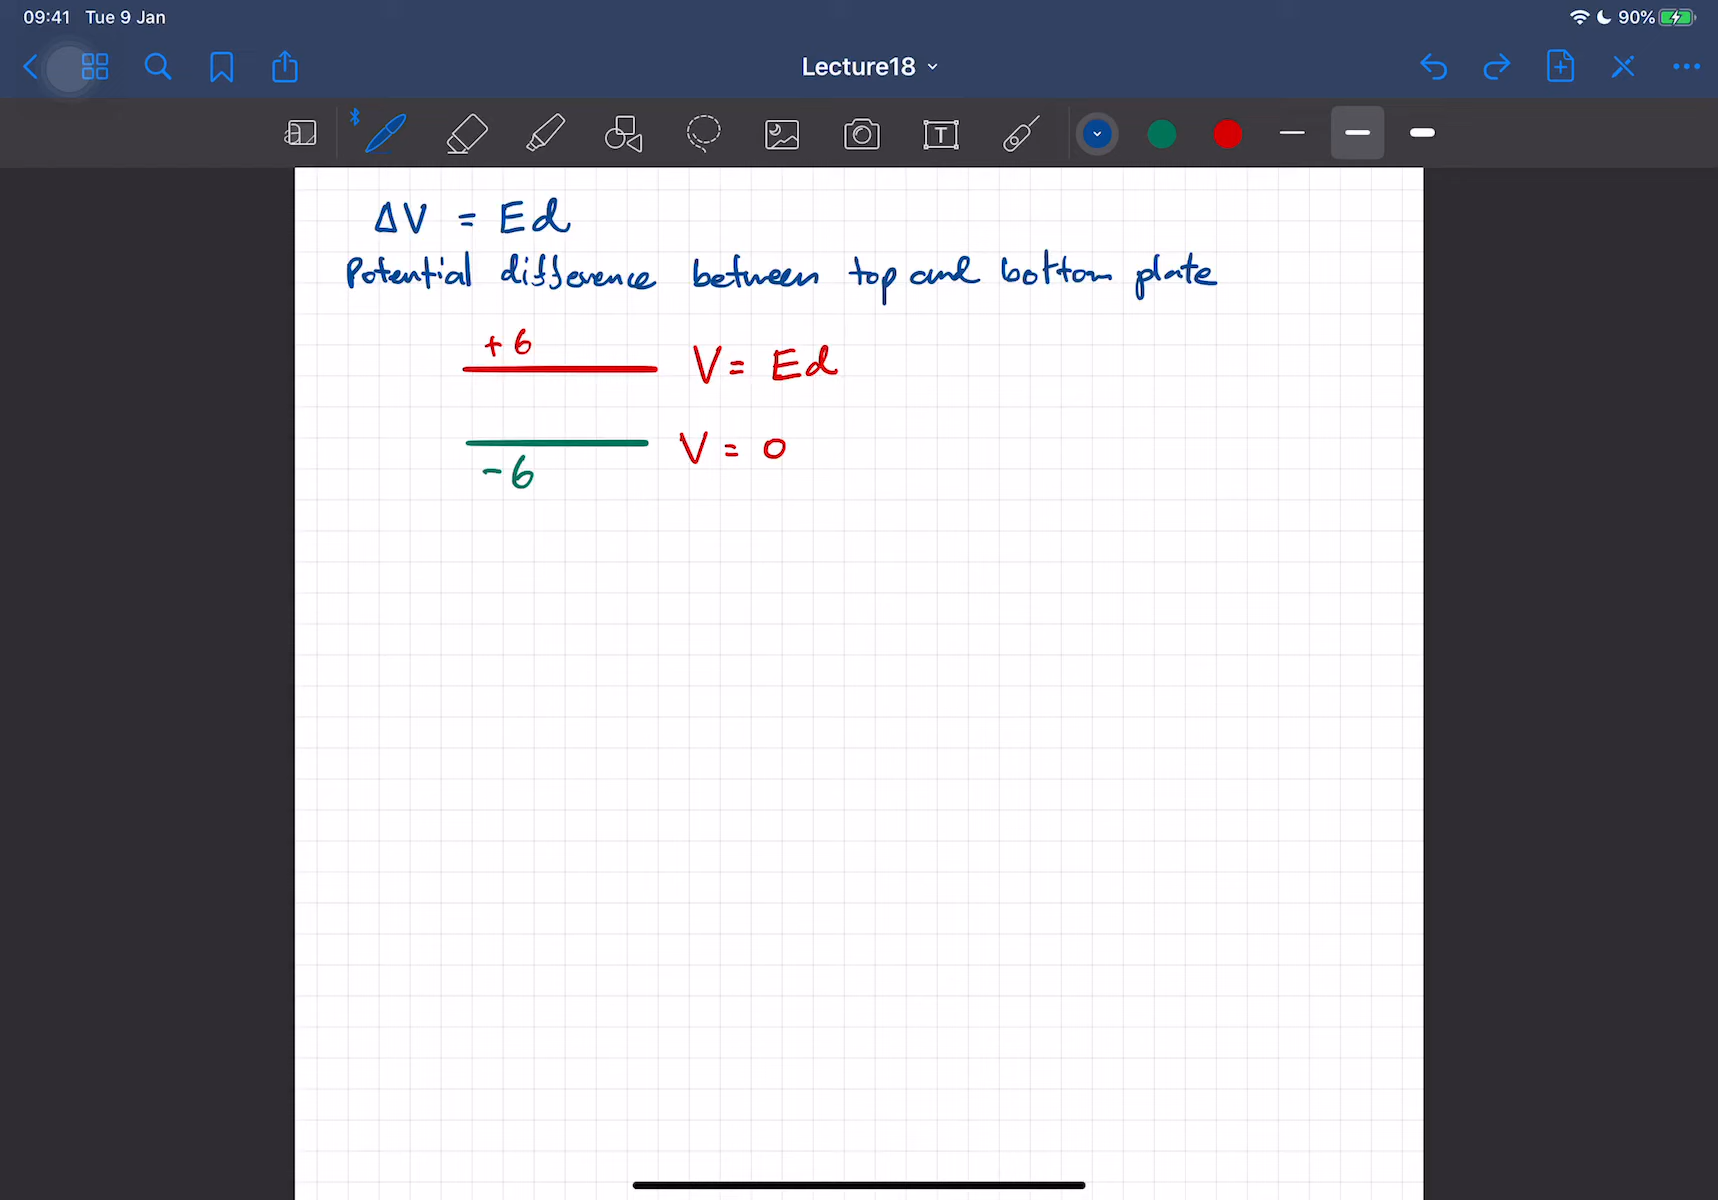 09:41 Tue 9 Jan 90%
Lecture18
T
ΔV = Ed
Potential difference between top and bottom plate
+6
V = Ed
V = 0
-6